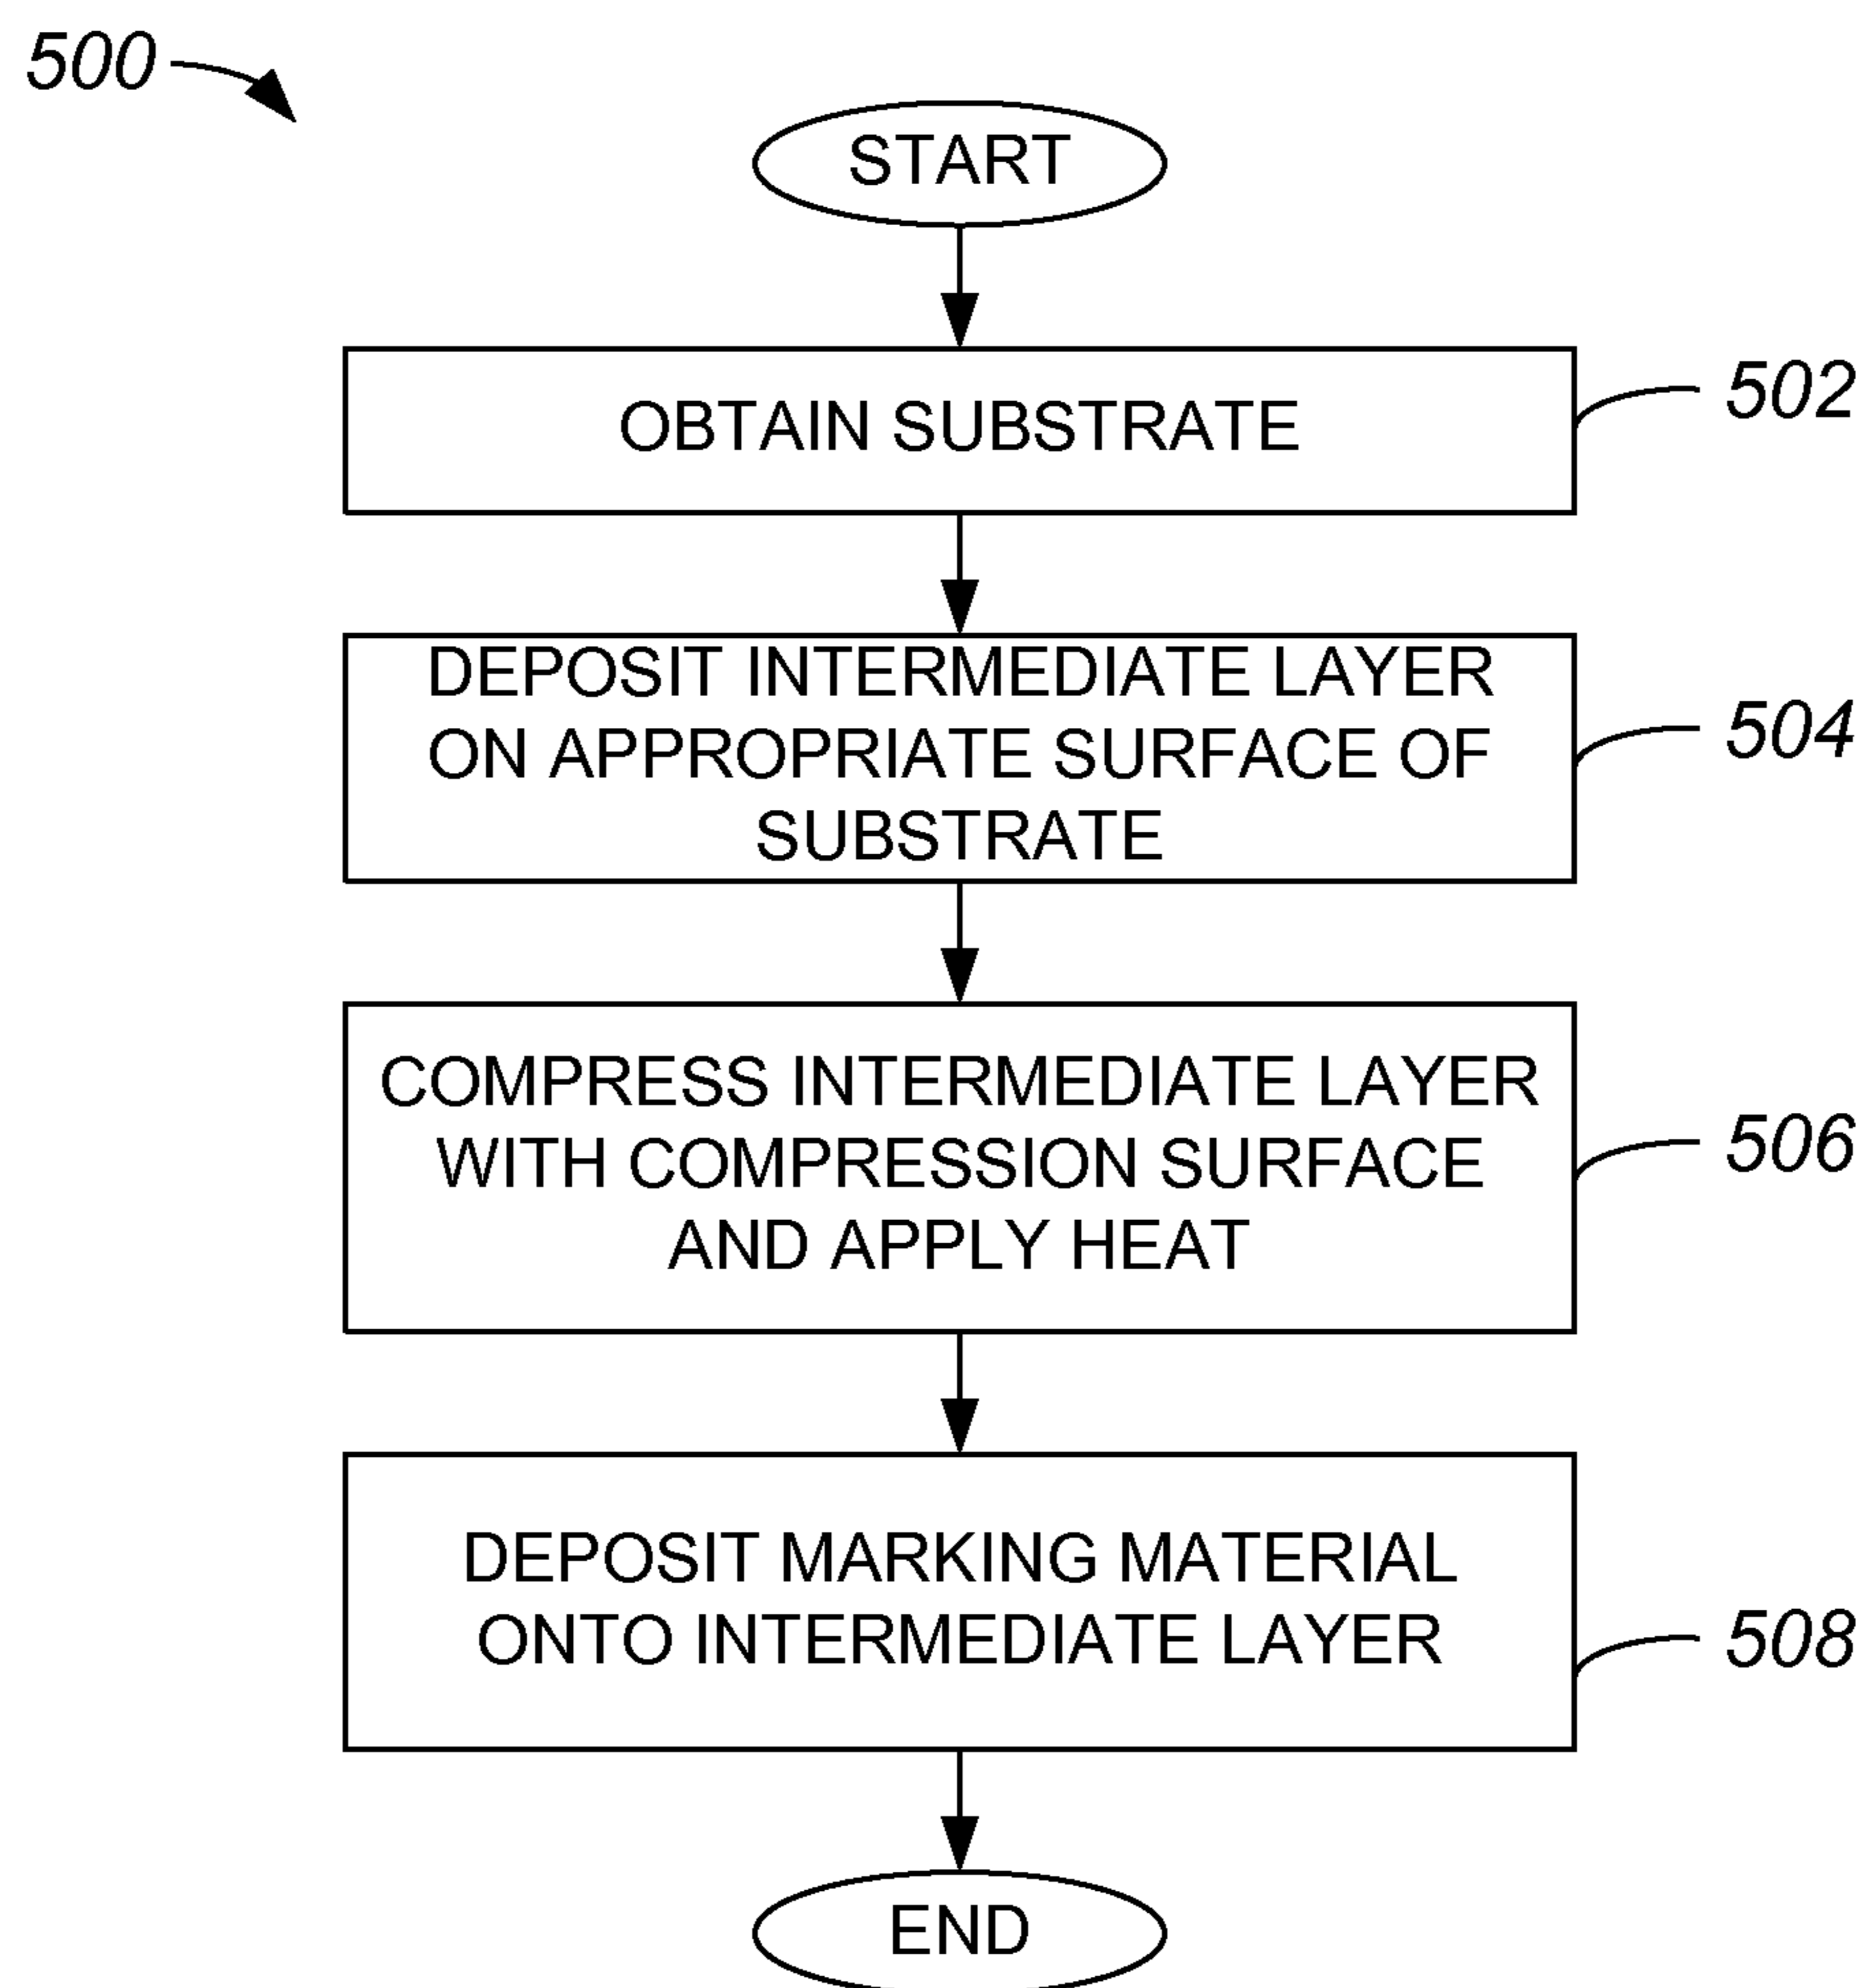 500
START
OBTAIN SUBSTRATE
502
DEPOSIT INTERMEDIATE LAYER
ON APPROPRIATE SURFACE OF
SUBSTRATE
504
COMPRESS INTERMEDIATE LAYER
WITH COMPRESSION SURFACE
AND APPLY HEAT
506
DEPOSIT MARKING MATERIAL
ONTO INTERMEDIATE LAYER
508
END